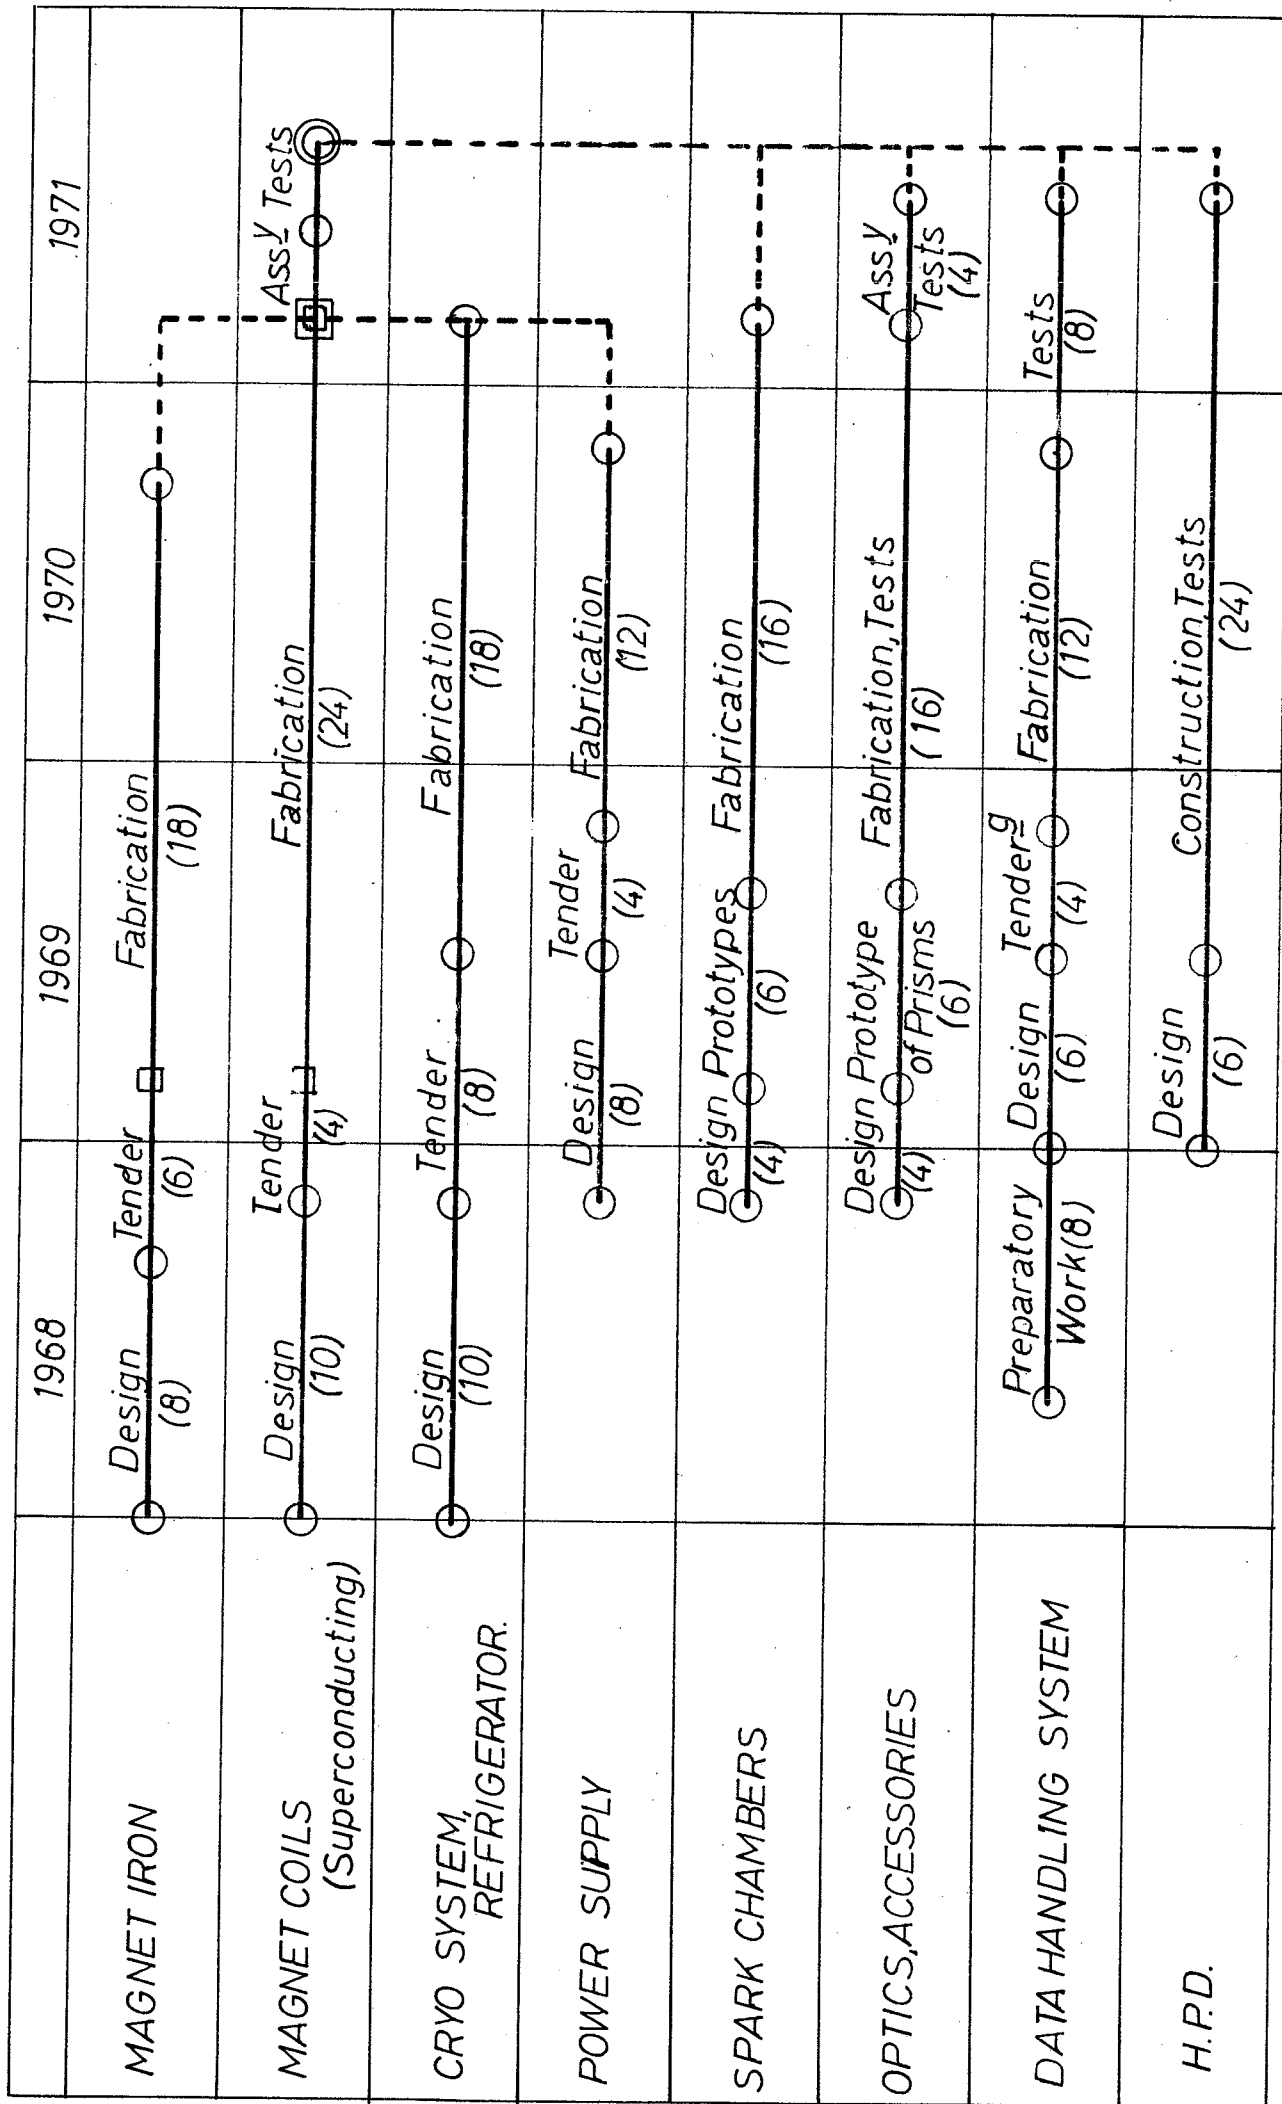 1968 1969 1970 1971
MAGNET IRON
Design Tender Fabrication
(8) (6) (18)
MAGNET COILS
(Superconducting)
Design Tender Fabrication Assy Tests
(10) (4) (24)
CRYO SYSTEM,
REFRIGERATOR.
Design Tender Fabrication
(10) (8) (18)
POWER SUPPLY
Design Tender Fabrication
(8) (4) (12)
SPARK CHAMBERS
Design Prototypes Fabrication
(4) (6) (16)
OPTICS,ACCESSORIES
Design Prototype Fabrication,Tests Assy
(4) of Prisms (16) Tests
(6) (4)
DATA HANDLING SYSTEM
Preparatory Design Tenderg Fabrication Tests
Work(8) (6) (4) (12) (8)
H.P.D.
Design Construction,Tests
(6) (24)